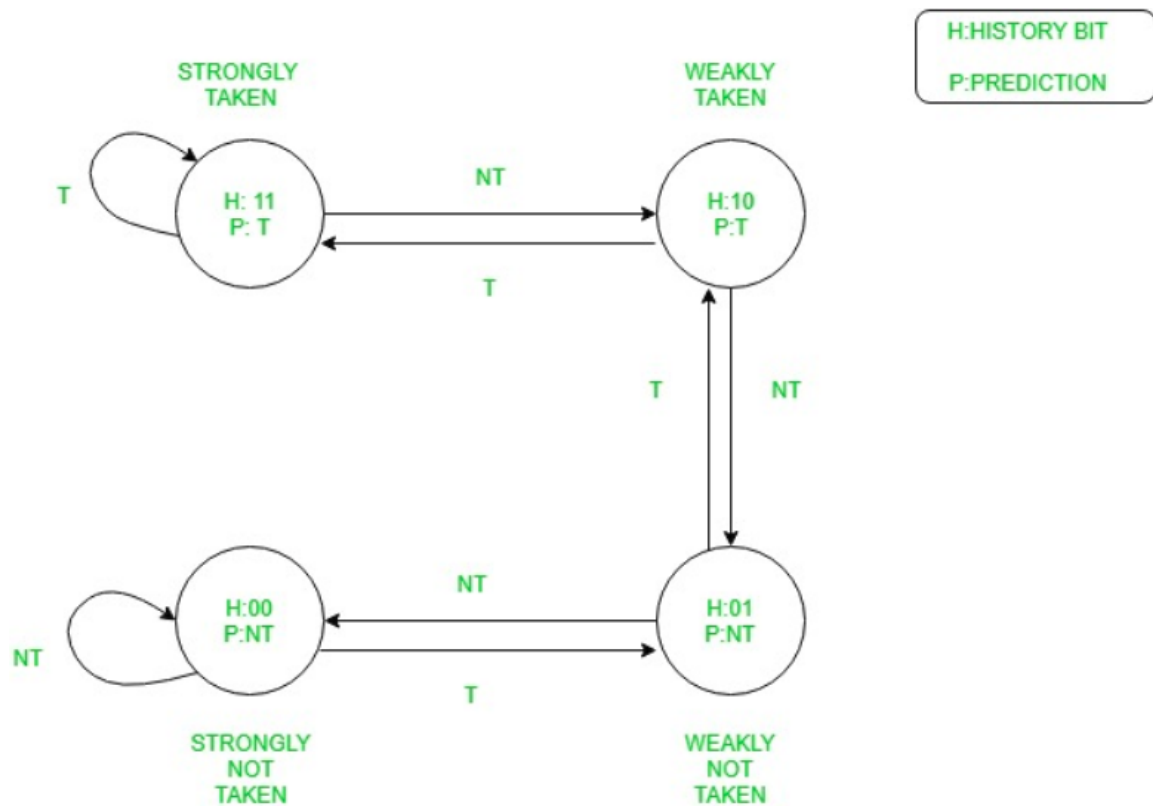 H:HISTORY BIT
P:PREDICTION
STRONGLY
TAKEN
WEAKLY
TAKEN
T
H: 11
P: T
NT
T
H:10
P:T
T
NT
NT
H:00
P:NT
NT
T
H:01
P:NT
STRONGLY
NOT
TAKEN
WEAKLY
NOT
TAKEN